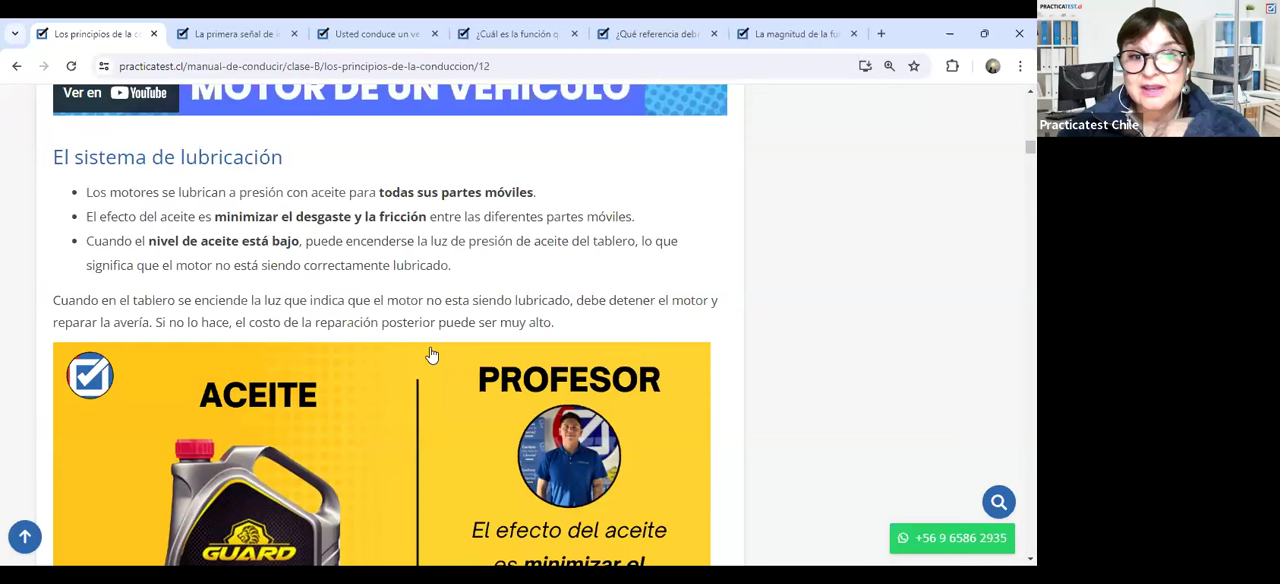 Los principios de la co
La primera señal de i
Usted conduce un ve
¿Cuál es la función q
¿Qué referencia deb
La magnitud de la fu
practicatest.cl/manual-de-conducir/clase-B/los-principios-de-la-conduccion/12
PRACTICATEST.cl
Practicatest Chile
Ver en YouTube
MOTOR DE UN VEHÍCULO
El sistema de lubricación
Los motores se lubrican a presión con aceite para todas sus partes móviles.
El efecto del aceite es minimizar el desgaste y la fricción entre las diferentes partes móviles.
Cuando el nivel de aceite está bajo, puede encenderse la luz de presión de aceite del tablero, lo que
significa que el motor no está siendo correctamente lubricado.
Cuando en el tablero se enciende la luz que indica que el motor no esta siendo lubricado, debe detener el motor y
reparar la avería. Si no lo hace, el costo de la reparación posterior puede ser muy alto.
ACEITE
GUARD
PROFESOR
El efecto del aceite
es minimizar el
+56 9 6586 2935